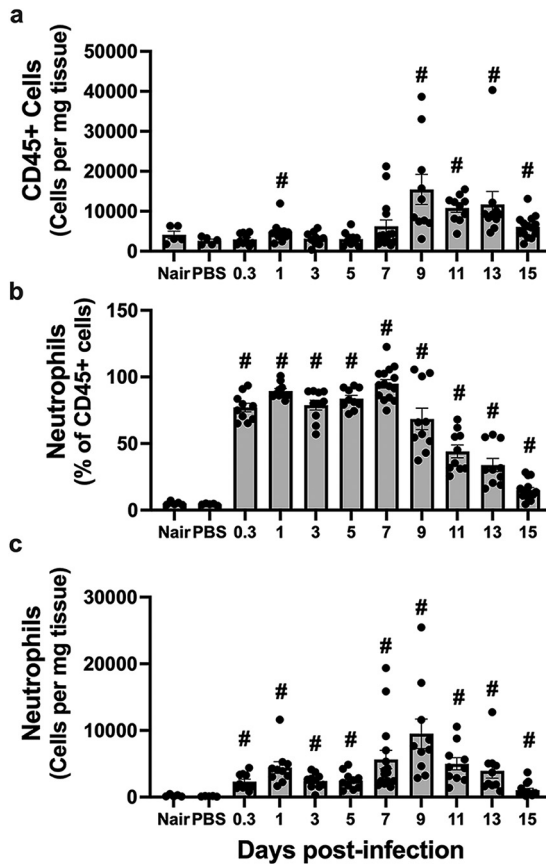 a
CD45+ Cells
(Cells per mg tissue)
50000
40000
30000
20000
10000
0
# # # # #
Nair PBS 0.3 1 3 5 7 9 11 13 15
b
Neutrophils
(% of CD45+ cells)
150
100
50
0
# # # # # # # # #
Nair PBS 0.3 1 3 5 7 9 11 13 15
c
Neutrophils
(Cells per mg tissue)
30000
20000
10000
0
# # # # # # # # #
Nair PBS 0.3 1 3 5 7 9 11 13 15
Days post-infection